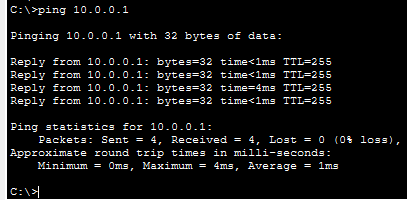 C:\>ping 10.0.0.1
Pinging 10.0.0.1 with 32 bytes of data:
Reply from 10.0.0.1: bytes=32 time<1ms TTL=255
Reply from 10.0.0.1: bytes=32 time<1ms TTL=255
Reply from 10.0.0.1: bytes=32 time=4ms TTL=255
Reply from 10.0.0.1: bytes=32 time<1ms TTL=255
Ping statistics for 10.0.0.1:
    Packets: Sent = 4, Received = 4, Lost = 0 (0% loss),
Approximate round trip times in milli-seconds:
    Minimum = 0ms, Maximum = 4ms, Average = 1ms
C:\>